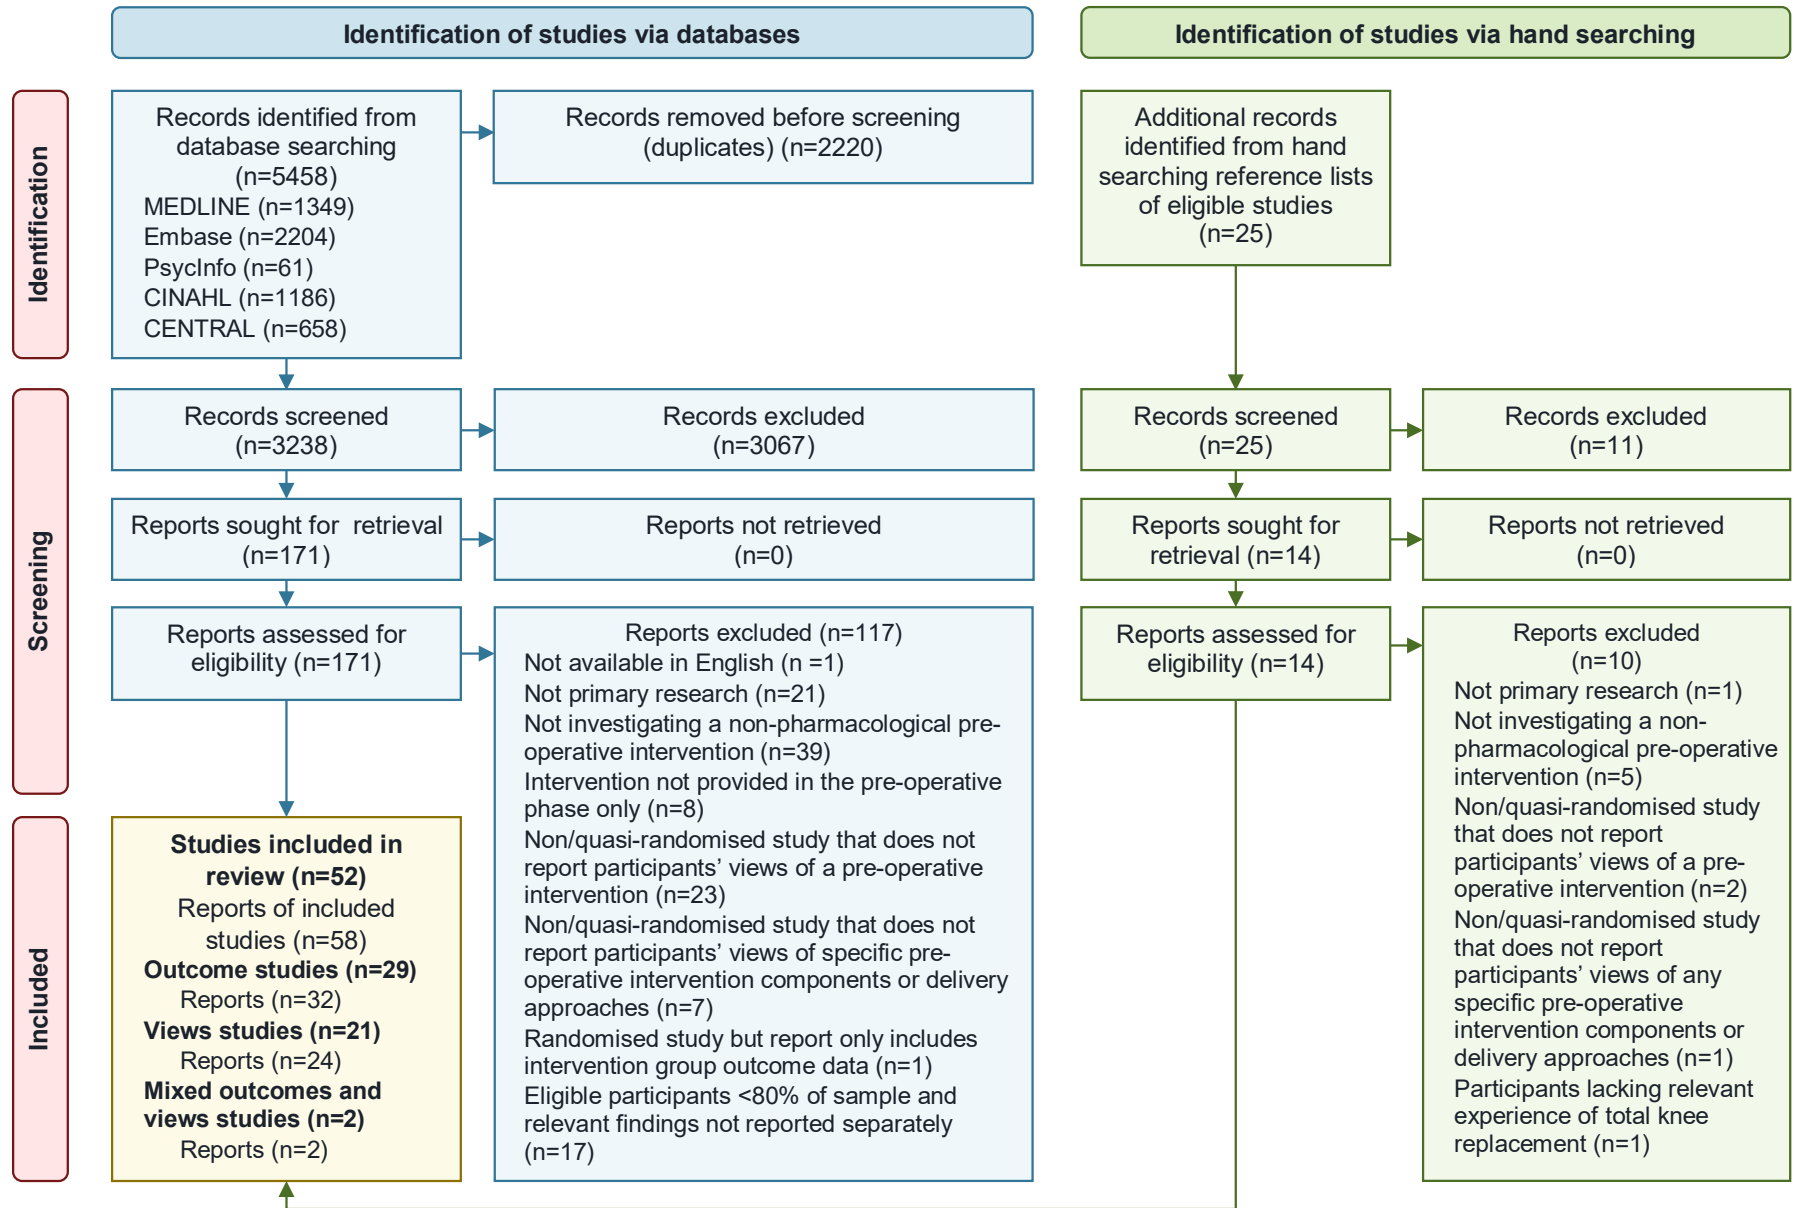 Identification of studies via databases
Identification of studies via hand searching
Identification
Records identified from
database searching
(n=5458)
MEDLINE (n=1349)
Embase (n=2204)
PsycInfo (n=61)
CINAHL (n=1186)
CENTRAL (n=658)
Records removed before screening
(duplicates) (n=2220)
Additional records
identified from hand
searching reference lists
of eligible studies
(n=25)
Screening
Records screened
(n=3238)
Records excluded
(n=3067)
Records screened
(n=25)
Records excluded
(n=11)
Reports sought for  retrieval
(n=171)
Reports not retrieved
(n=0)
Reports sought for
retrieval (n=14)
Reports not retrieved
(n=0)
Reports assessed for
eligibility (n=171)
Reports excluded (n=117)
Not available in English (n =1)
Not primary research (n=21)
Not investigating a non-pharmacological pre-
operative intervention (n=39)
Intervention not provided in the pre-operative
phase only (n=8)
Non/quasi-randomised study that does not
report participants’ views of a pre-operative
intervention (n=23)
Non/quasi-randomised study that does not
report participants’ views of specific pre-
operative intervention components or delivery
approaches (n=7)
Randomised study but report only includes
intervention group outcome data (n=1)
Eligible participants <80% of sample and
relevant findings not reported separately
(n=17)
Reports assessed for
eligibility (n=14)
Reports excluded
(n=10)
Not primary research (n=1)
Not investigating a non-
pharmacological pre-operative
intervention (n=5)
Non/quasi-randomised study
that does not report
participants’ views of a pre-
operative intervention (n=2)
Non/quasi-randomised study
that does not report
participants’ views of any
specific pre-operative
intervention components or
delivery approaches (n=1)
Participants lacking relevant
experience of total knee
replacement (n=1)
Included
Studies included in
review (n=52)
Reports of included
studies (n=58)
Outcome studies (n=29)
Reports (n=32)
Views studies (n=21)
Reports (n=24)
Mixed outcomes and
views studies (n=2)
Reports (n=2)